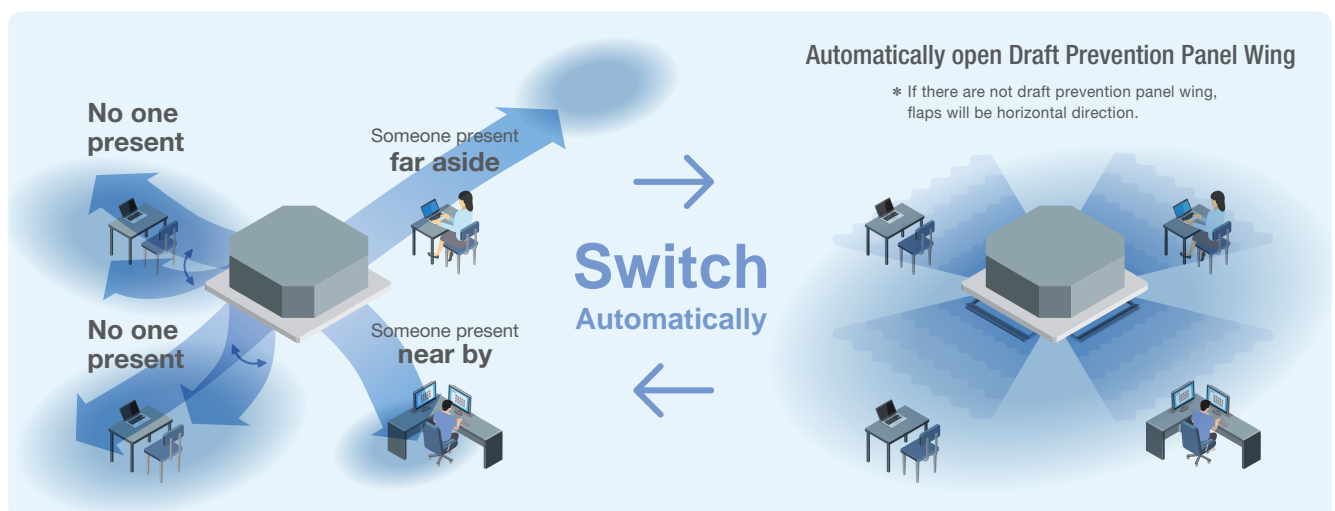 No one
present
Someone present
far aside
No one
present
Someone present
near by
Switch
Automatically
Automatically open Draft Prevention Panel Wing
* If there are not draft prevention panel wing,
flaps will be horizontal direction.